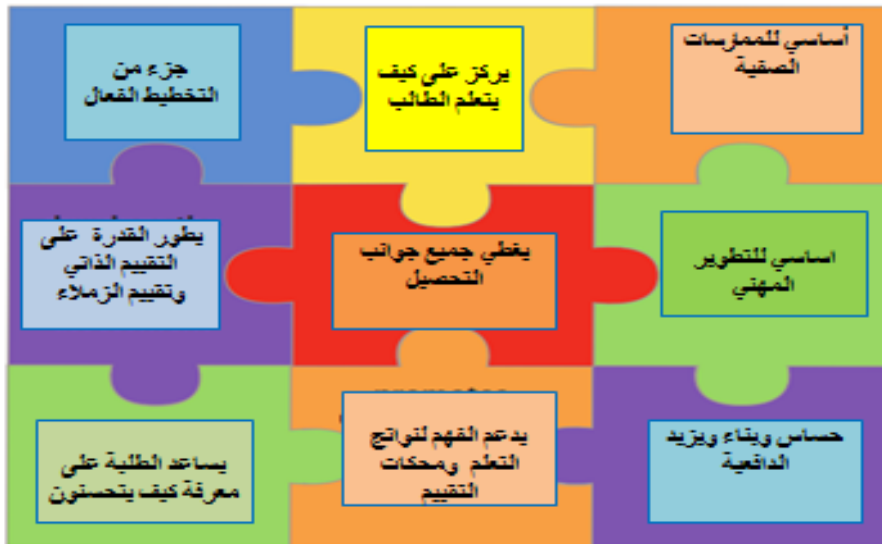 أساسي للممارسات
الصفية
يركز على كيف
يتعلم الطالب
جزء من
التخطيط الفعال
اساسي للتطوير
المهني
يغطي جميع جوانب
التحصيل
يطور القدرة على
التقييم الذاتي
وتقييم الزملاء
حساس وبناء ويزيد
الدافعية
يدعم الفهم لنواتج
التعلم ومحكات
التقييم
يساعد الطلبة على
معرفة كيف يتحسنون